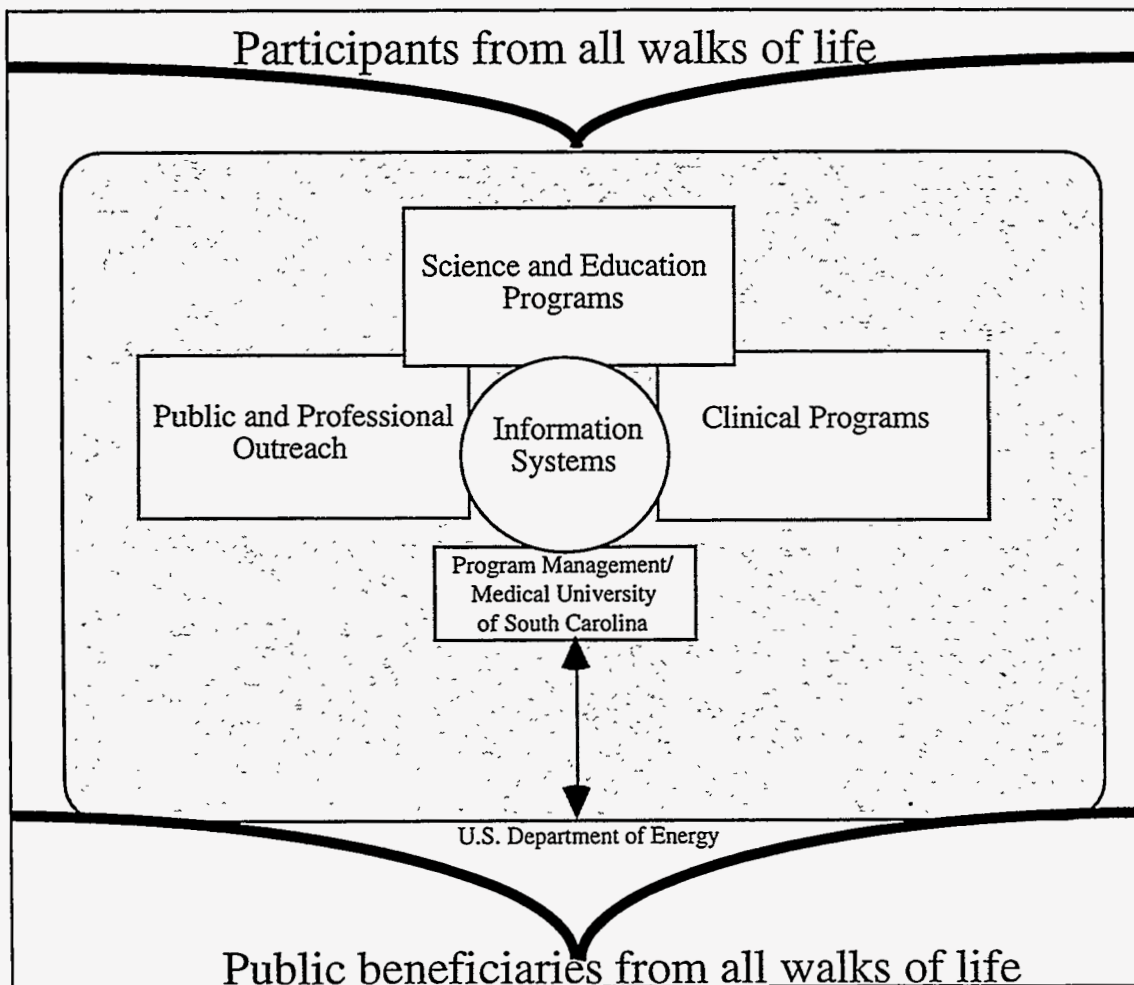 Participants from all walks of life
Science and Education
Programs
Public and Professional
Outreach
Information
Systems
Clinical Programs
Program Management/
Medical University
of South Carolina
U.S. Department of Energy
Public beneficiaries from all walks of life